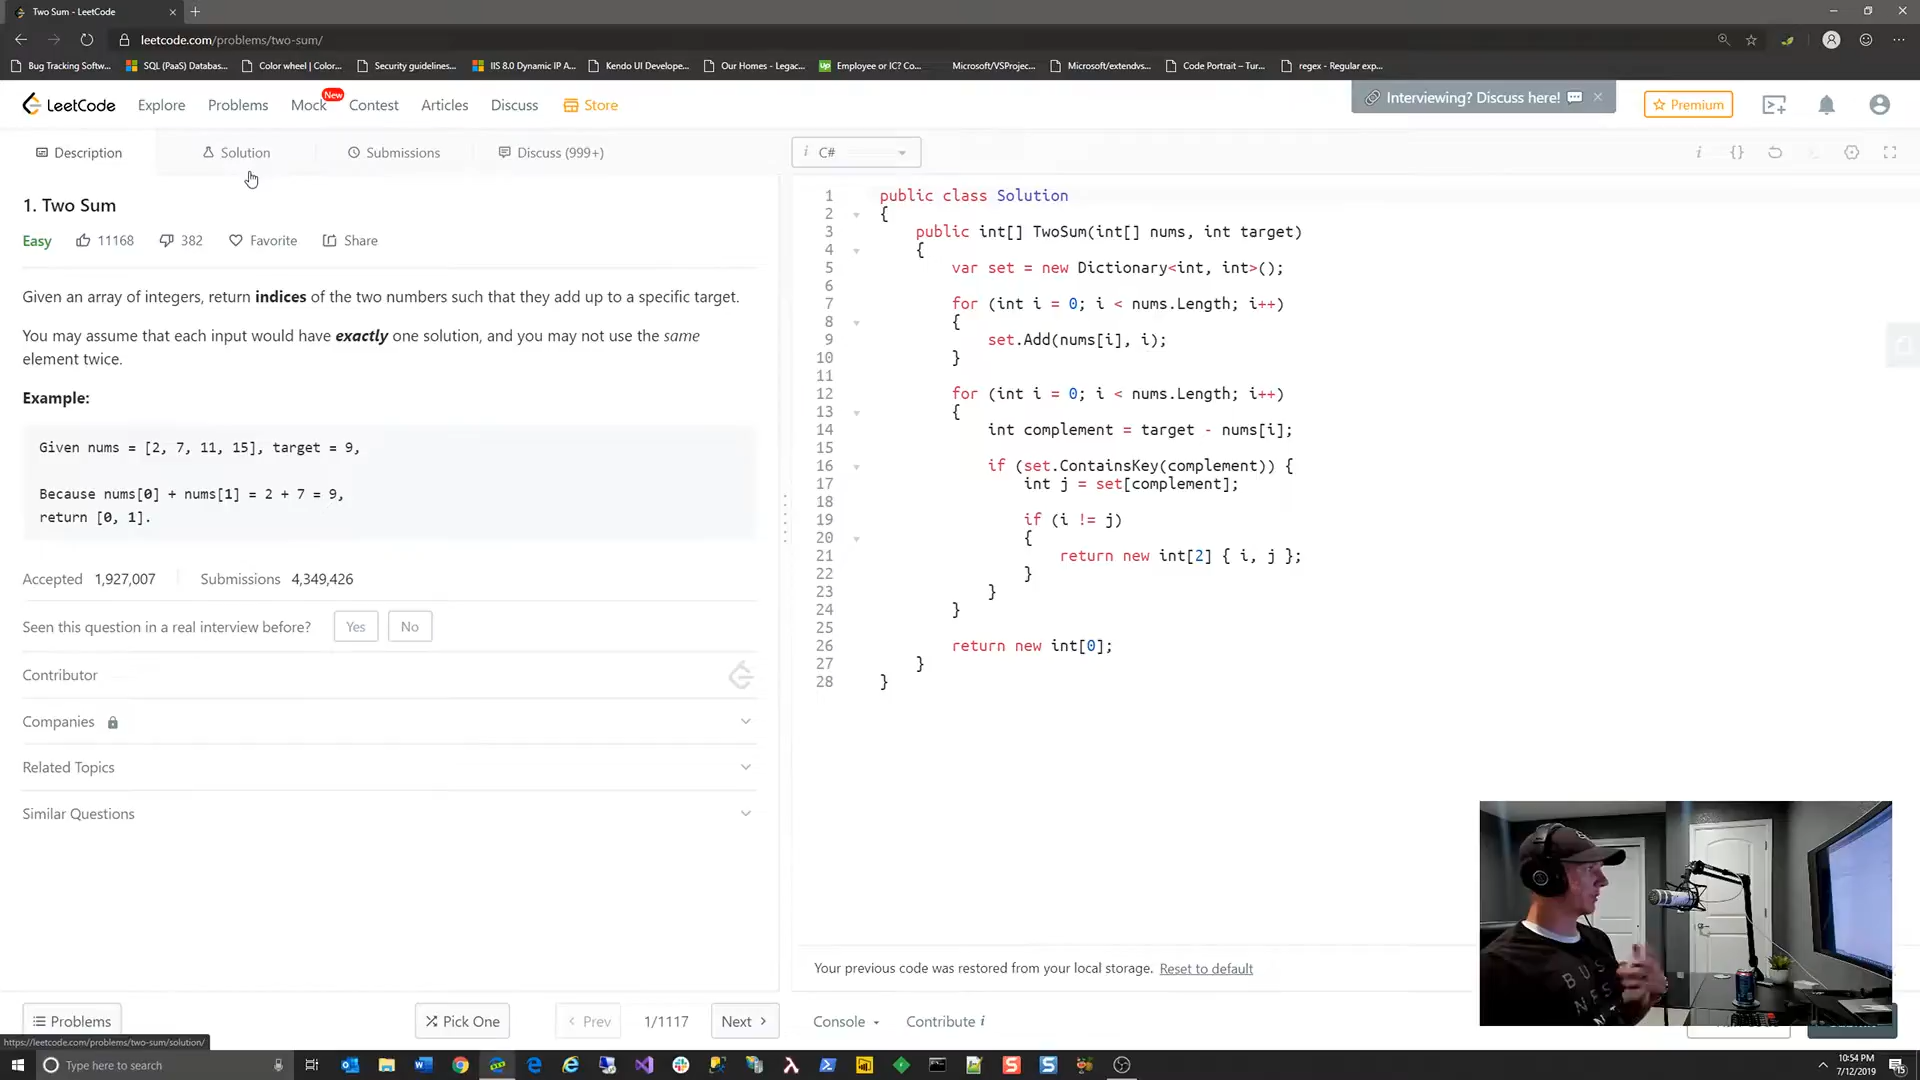 Two Sum - LeetCode
leetcode.com/problems/two-sum/
Bug Tracking Softw... SQL (PaaS) Databas... Color wheel | Color... Security guidelines... IIS 8.0 Dynamic IP A... Kendo UI Develope... Our Homes - Legac... Employee or IC? Co... Microsoft/VSProjec... Microsoft/extendvs... Code Portrait – Tur... regex - Regular exp...
LeetCode Explore Problems Mock New Contest Articles Discuss Store Interviewing? Discuss here! Premium
Description Solution Submissions Discuss (999+) i C# i {}
1. Two Sum
Easy 11168 382 Favorite Share
Given an array of integers, return indices of the two numbers such that they add up to a specific target.
You may assume that each input would have exactly one solution, and you may not use the same
element twice.
Example:
Given nums = [2, 7, 11, 15], target = 9,
Because nums[0] + nums[1] = 2 + 7 = 9,
return [0, 1].
Accepted 1,927,007 Submissions 4,349,426
Seen this question in a real interview before? Yes No
Contributor
Companies
Related Topics
Similar Questions
1 public class Solution
2 {
3 public int[] TwoSum(int[] nums, int target)
4 {
5 var set = new Dictionary<int, int>();
6
7 for (int i = 0; i < nums.Length; i++)
8 {
9 set.Add(nums[i], i);
10 }
11
12 for (int i = 0; i < nums.Length; i++)
13 {
14 int complement = target - nums[i];
15
16 if (set.ContainsKey(complement)) {
17 int j = set[complement];
18
19 if (i != j)
20 {
21 return new int[2] { i, j };
22 }
23 }
24 }
25
26 return new int[0];
27 }
28 }
Your previous code was restored from your local storage. Reset to default
Problems Pick One Prev 1/1117 Next Console Contribute i
https://leetcode.com/problems/two-sum/solution/
Type here to search
10:54 PM
7/12/2019